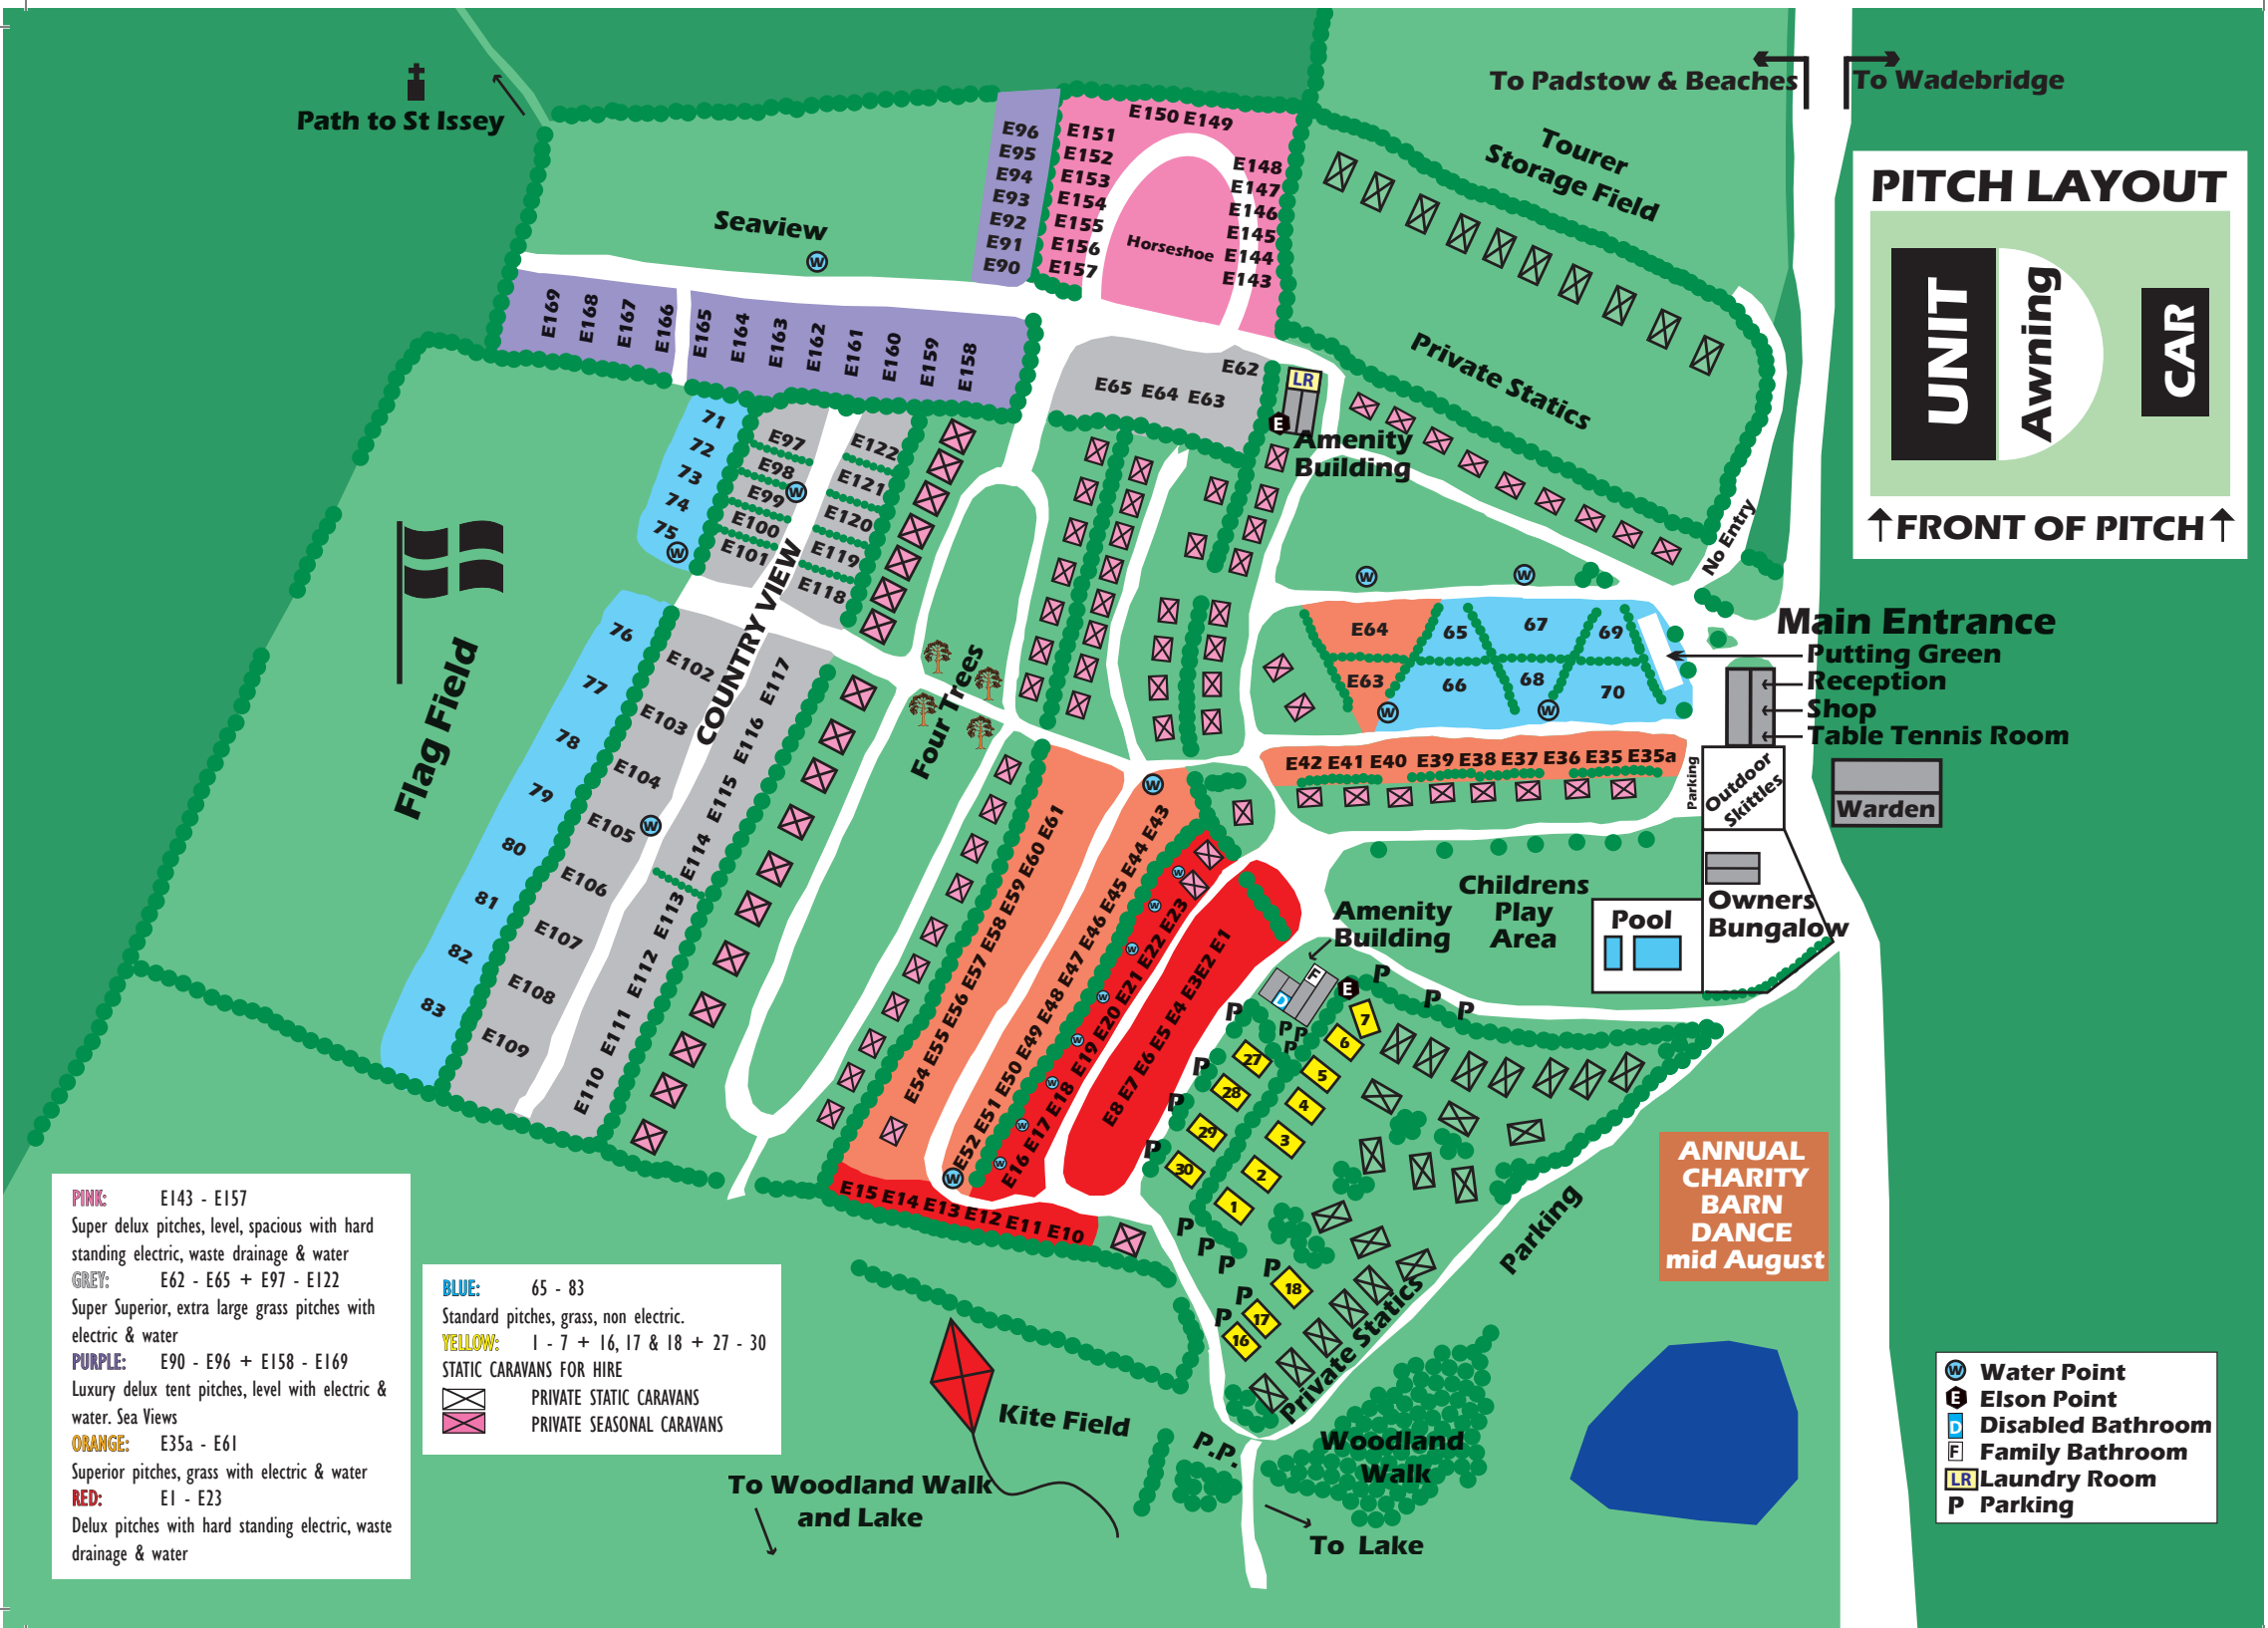 To Padstow & Beaches
To Wadebridge
Path to St Issey
PITCH LAYOUT
UNIT
Awning
CAR
↑FRONT OF PITCH↑
Tourer
Storage Field
Seaview
W
E96
E95
E94
E93
E92
E91
E90
E150 E149
E151
E152
E153
E154
E155
E156
E157
Horseshoe
E148
E147
E146
E145
E144
E143
E169
E168
E167
E166
E165
E164
E163
E162
E161
E160
E159
E158
E62
E65 E64 E63
LR
E
Amenity
Building
Private Statics
No Entry
71
72
73
74
75
W
E97
E98
E99
E100
E101
W
E122
E121
E120
E119
E118
COUNTRY VIEW
Flag Field
76
77
78
79
80
81
82
83
E102
E103
E104
E105
E106
E107
E108
E109
W
E117
E116
E115
E114
E113
E112
E111
E110
Four Trees
W
W
E64
E63
65
66
67
68
69
70
W
W
Main Entrance
Putting Green
Reception
Shop
Table Tennis Room
E42 E41 E40 E39 E38 E37 E36 E35 E35a
Parking
Outdoor
Skittles
Warden
Owners
Bungalow
Pool
Childrens
Play
Area
Amenity
Building
F
D
E
W
E54 E55 E56 E57 E58 E59 E60 E61
E52 E51 E50 E49 E48 E47 E46 E45 E44 E43
W
E16 E17 E18 E19 E20 E21 E22 E23
W
W
W
W
W
W
W
W
E8 E7 E6 E5 E4 E3E2 E1
E15 E14 E13 E12 E11 E10
P
P
P
P
P
P
P
P
P
P
P
7
6
5
4
3
2
1
27
28
29
30
P
P
P
P
P
P
18
17
16
Private Statics
Parking
ANNUAL
CHARITY
BARN
DANCE
mid August
Kite Field
P.P.
Woodland
Walk
To Woodland Walk
and Lake
To Lake
PINK: E143 - E157
Super delux pitches, level, spacious with hard
standing electric, waste drainage & water
GREY: E62 - E65 + E97 - E122
Super Superior, extra large grass pitches with
electric & water
PURPLE: E90 - E96 + E158 - E169
Luxury delux tent pitches, level with electric &
water. Sea Views
ORANGE: E35a - E61
Superior pitches, grass with electric & water
RED: E1 - E23
Delux pitches with hard standing electric, waste
drainage & water
BLUE: 65 - 83
Standard pitches, grass, non electric.
YELLOW: 1 - 7 + 16, 17 & 18 + 27 - 30
STATIC CARAVANS FOR HIRE
PRIVATE STATIC CARAVANS
PRIVATE SEASONAL CARAVANS
W Water Point
E Elson Point
D Disabled Bathroom
F Family Bathroom
LR Laundry Room
P Parking